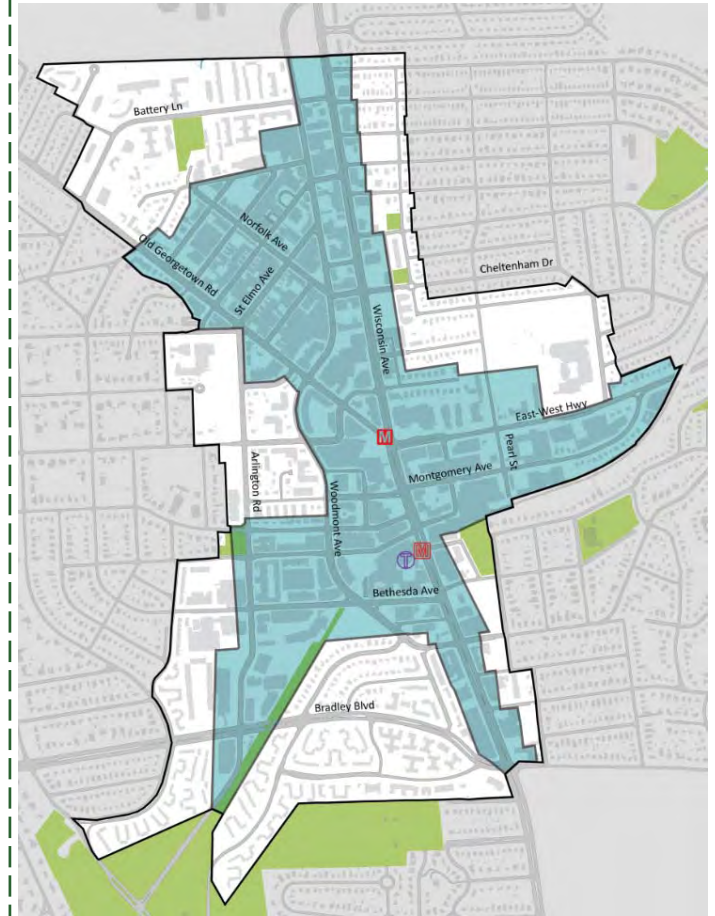 Battery Ln
Norfolk Ave
Old Georgetown Rd
St Elmo Ave
Cheltenham Dr
Wisconsin Ave
East-West Hwy
M
Pearl St
Montgomery Ave
Arlington Rd
Woodmont Ave
M
T
Bethesda Ave
Bradley Blvd